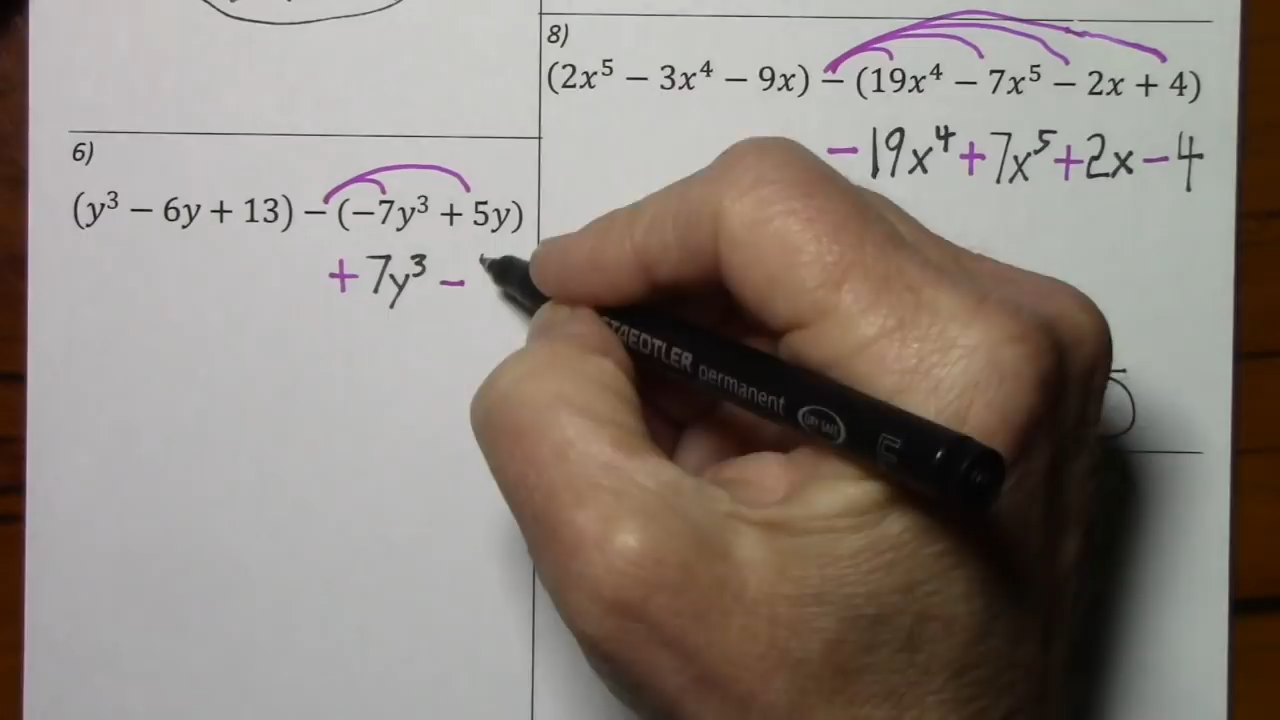 8)
(2x⁵ − 3x⁴ − 9x) − (19x⁴ − 7x⁵ − 2x + 4)
− 19x⁴ + 7x⁵ + 2x − 4
6)
(y³ − 6y + 13) − (−7y³ + 5y)
+ 7y³ −
STAEDTLER permanent